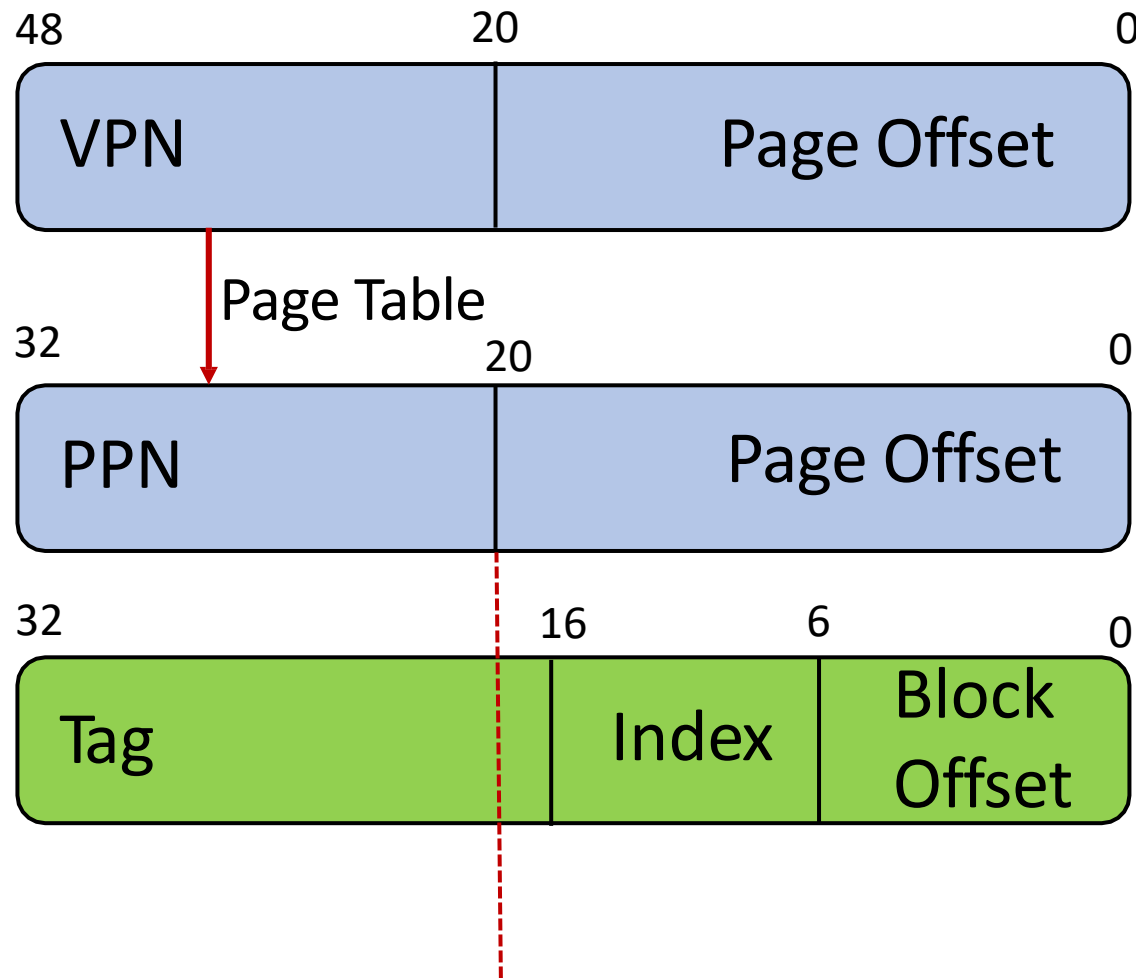 48 20 0
VPN Page Offset
Page Table
32 20 0
PPN Page Offset
32 16 6 0
Tag Index Block
Offset